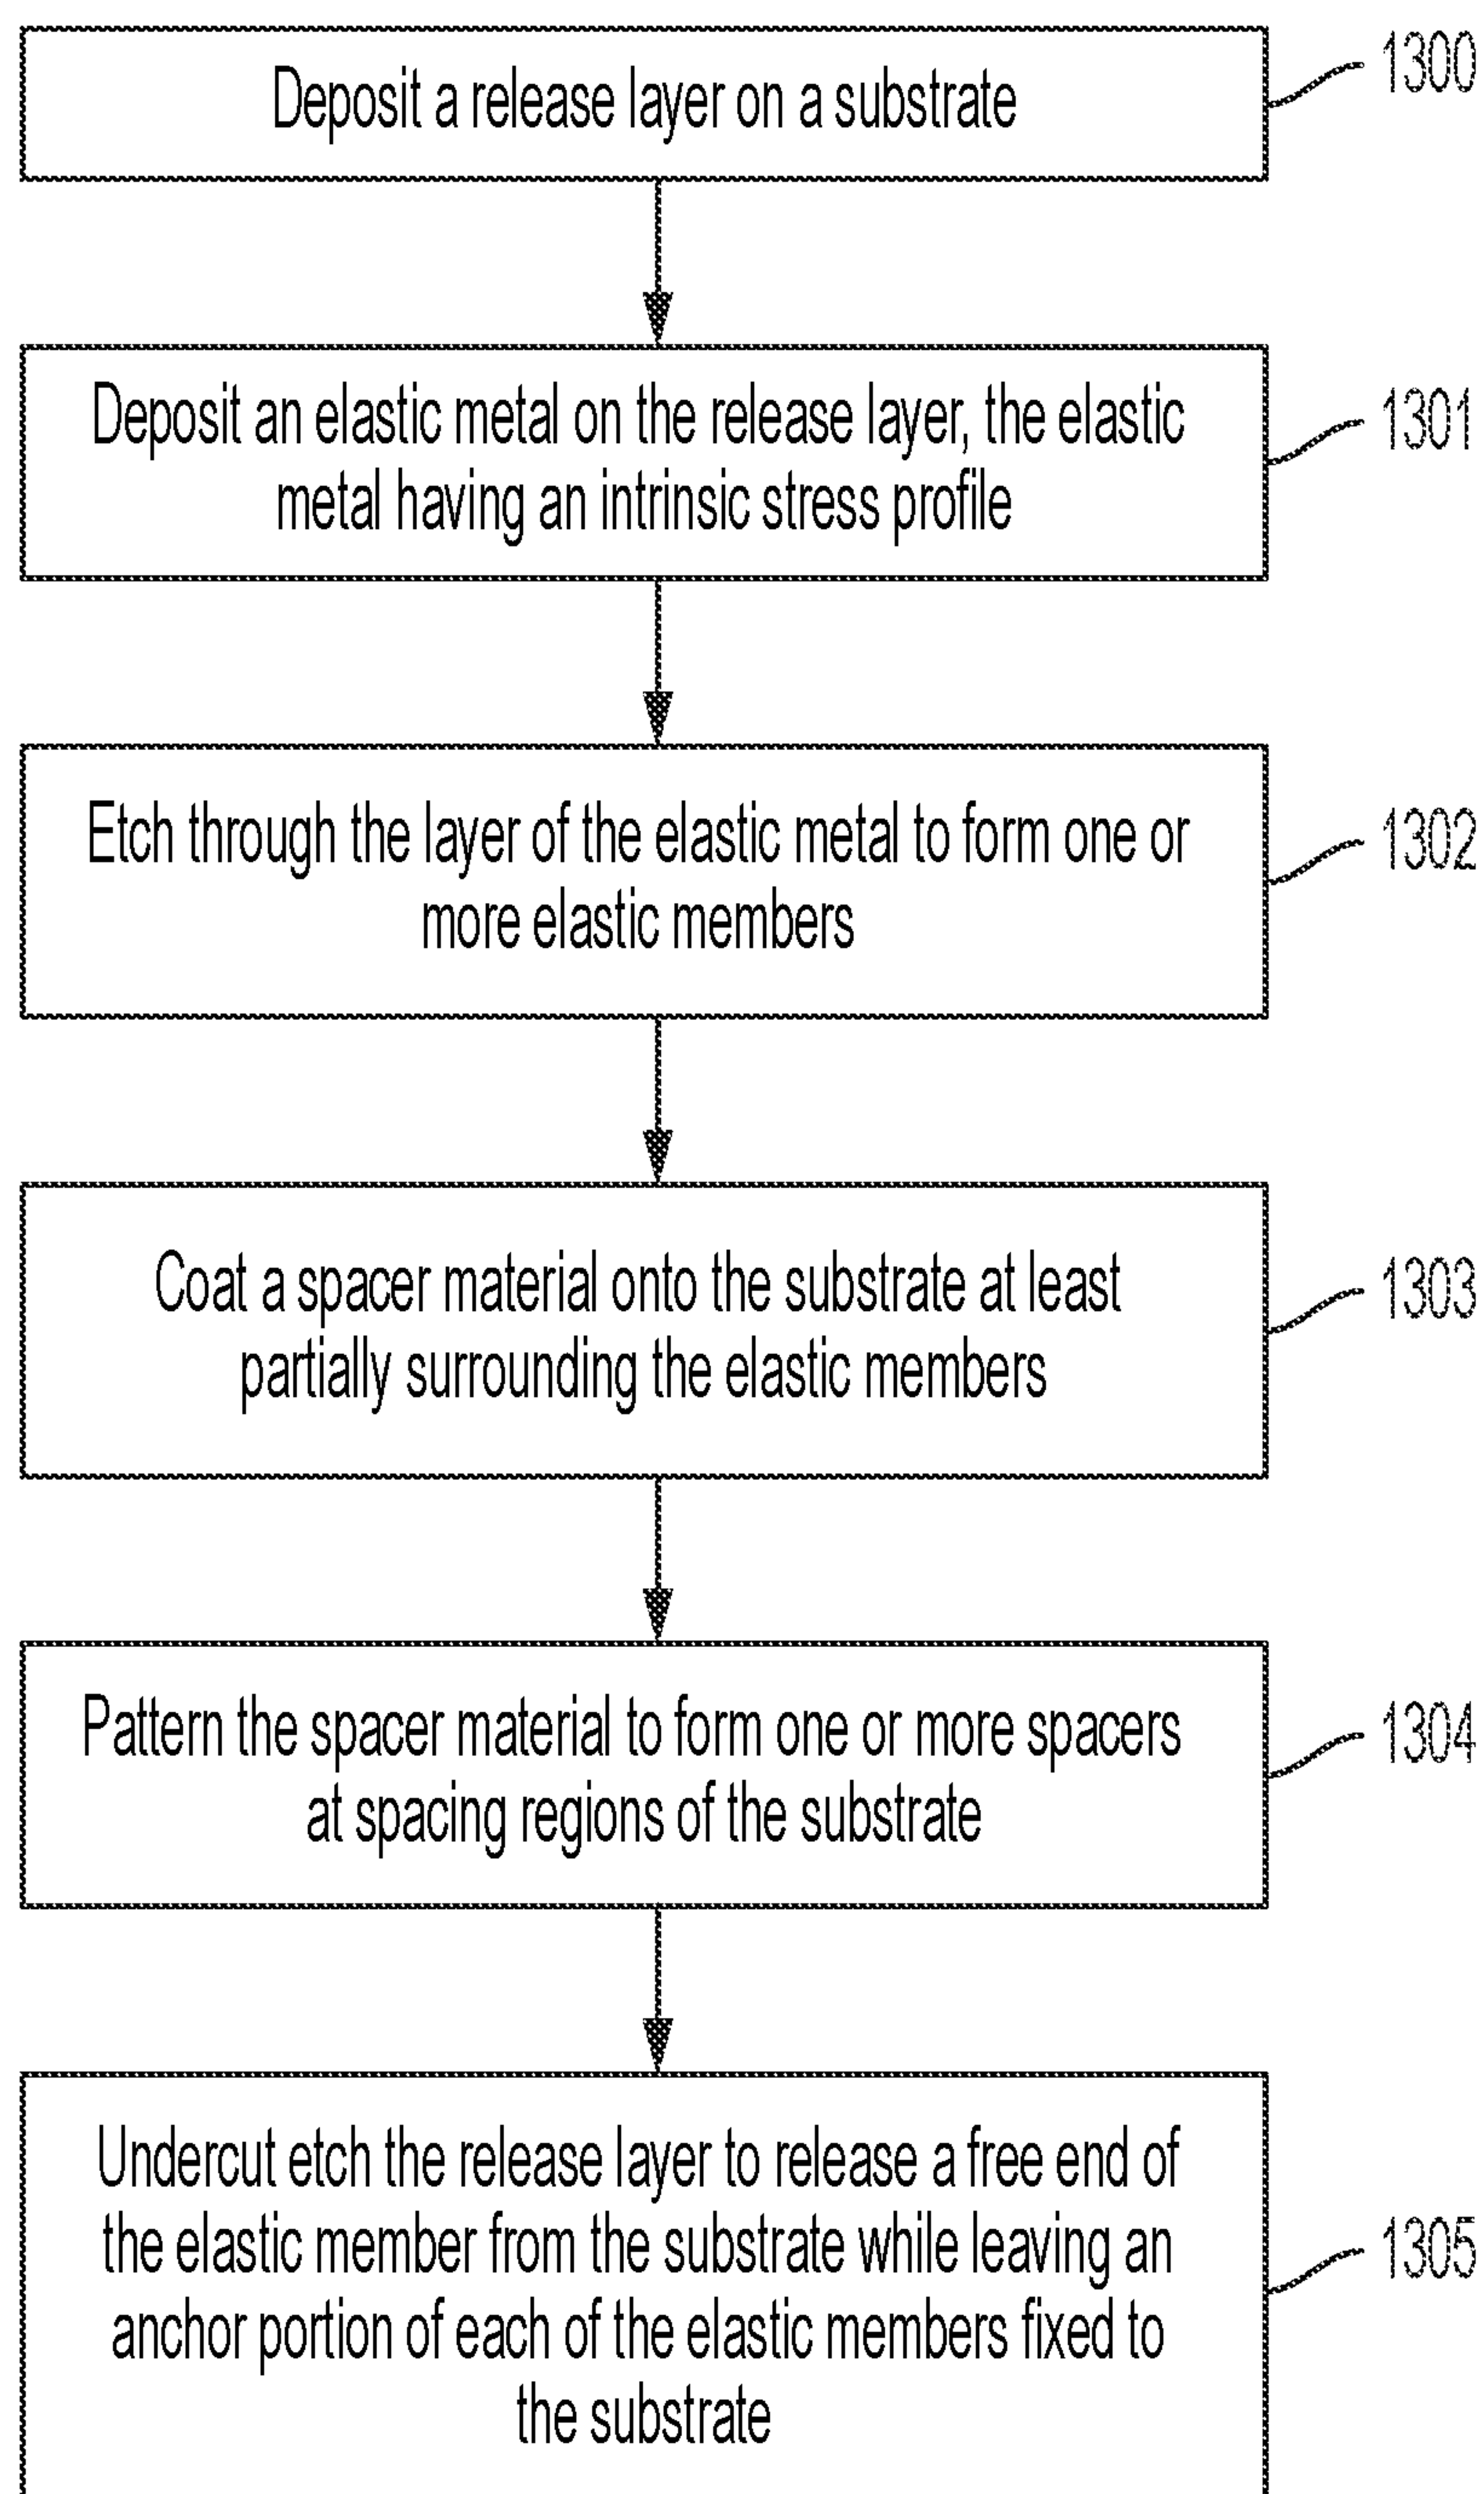 Deposit a release layer on a substrate
1300
Deposit an elastic metal on the release layer, the elastic
metal having an intrinsic stress profile
1301
Etch through the layer of the elastic metal to form one or
more elastic members
1302
Coat a spacer material onto the substrate at least
partially surrounding the elastic members
1303
Pattern the spacer material to form one or more spacers
at spacing regions of the substrate
1304
Undercut etch the release layer to release a free end of
the elastic member from the substrate while leaving an
anchor portion of each of the elastic members fixed to
the substrate
1305